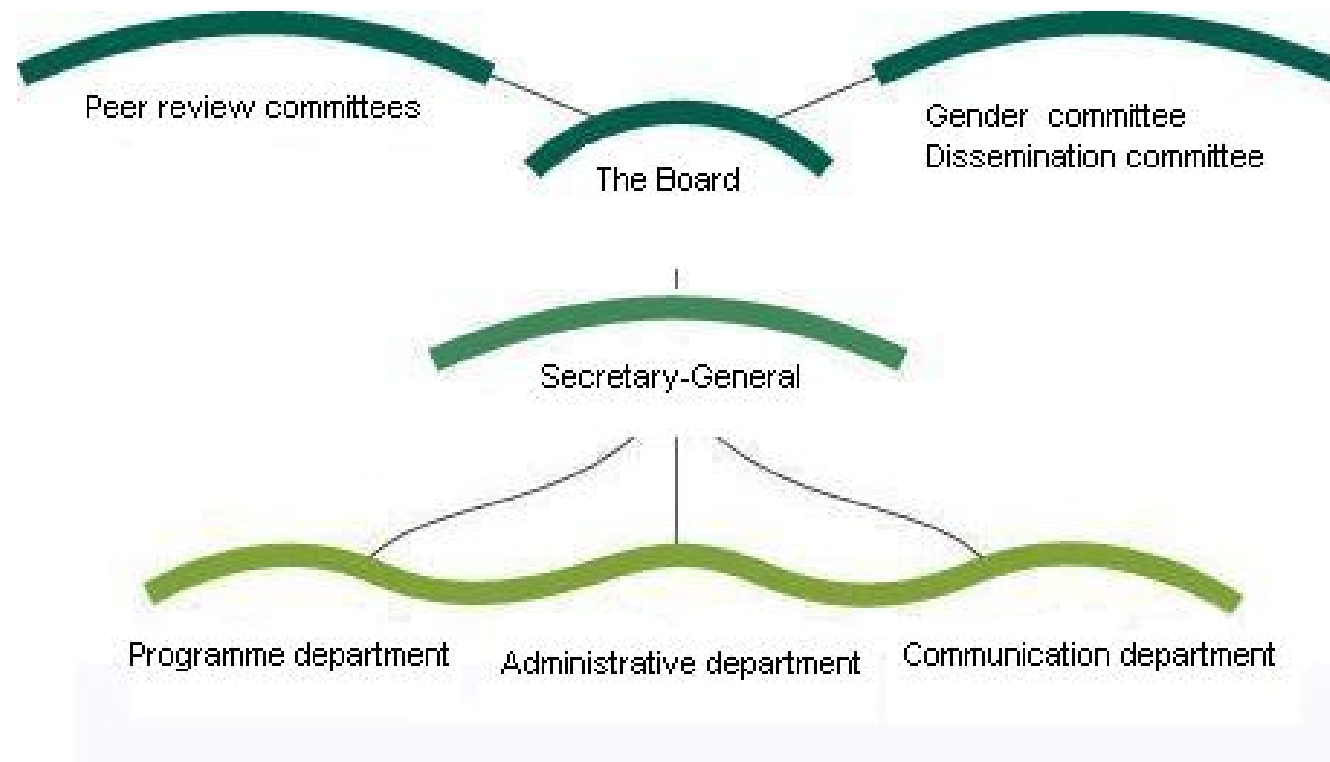 Peer review committees
Gender committee
Dissemination committee
The Board
Secretary-General
Programme department
Administrative department
Communication department